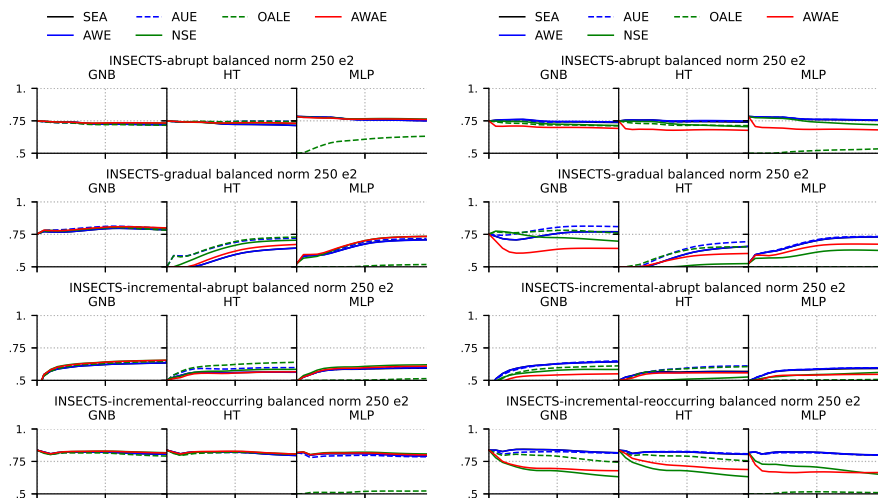 SEA AUE OALE AWAE
AWE NSE
INSECTS-abrupt balanced norm 250 e2
GNB HT MLP
1.
.75
.5
INSECTS-gradual balanced norm 250 e2
GNB HT MLP
1.
.75
.5
INSECTS-incremental-abrupt balanced norm 250 e2
GNB HT MLP
1.
.75
.5
INSECTS-incremental-reoccurring balanced norm 250 e2
GNB HT MLP
1.
.75
.5
SEA AUE OALE AWAE
AWE NSE
INSECTS-abrupt balanced norm 250 e2
GNB HT MLP
1.
.75
.5
INSECTS-gradual balanced norm 250 e2
GNB HT MLP
1.
.75
.5
INSECTS-incremental-abrupt balanced norm 250 e2
GNB HT MLP
1.
.75
.5
INSECTS-incremental-reoccurring balanced norm 250 e2
GNB HT MLP
1.
.75
.5